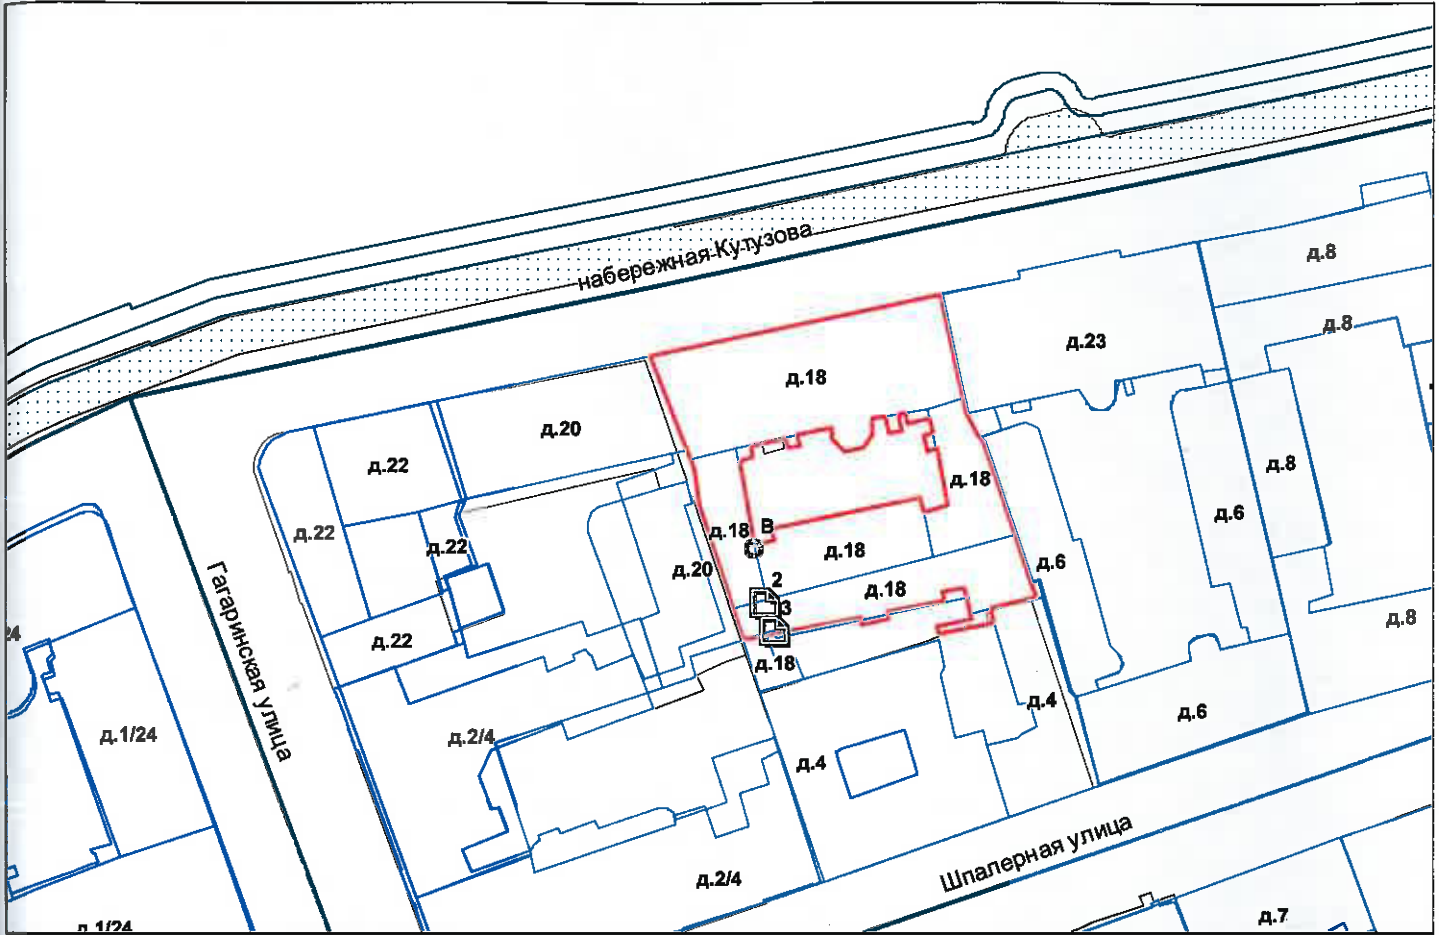 набережная Кутузова
д.8
д.8
д.23
д.18
д.20
д.22
д.8
д.18
д.6
д.22
д.18
В
д.22
д.18
д.6
д.20
2
д.18
3
д.8
24
д.22
д.18
Гагаринская улица
д.4
д.6
д.1/24
д.2/4
д.4
Шпалерная улица
д.2/4
д.7
д.1/24